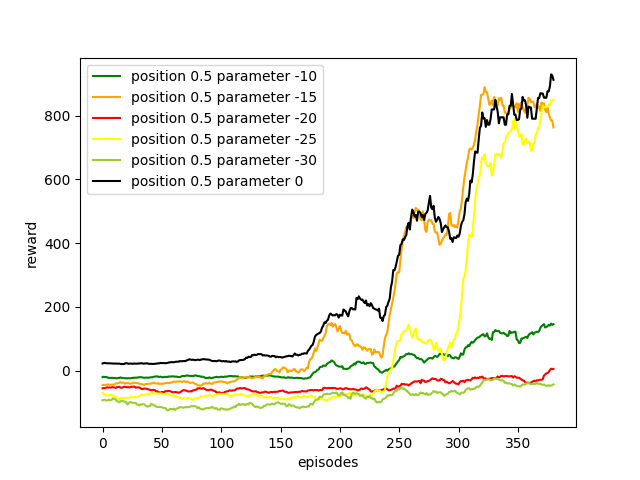 position 0.5 parameter -10
position 0.5 parameter -15
position 0.5 parameter -20
position 0.5 parameter -25
position 0.5 parameter -30
position 0.5 parameter 0
800
600
400
200
0
reward
0 50 100 150 200 250 300 350
episodes